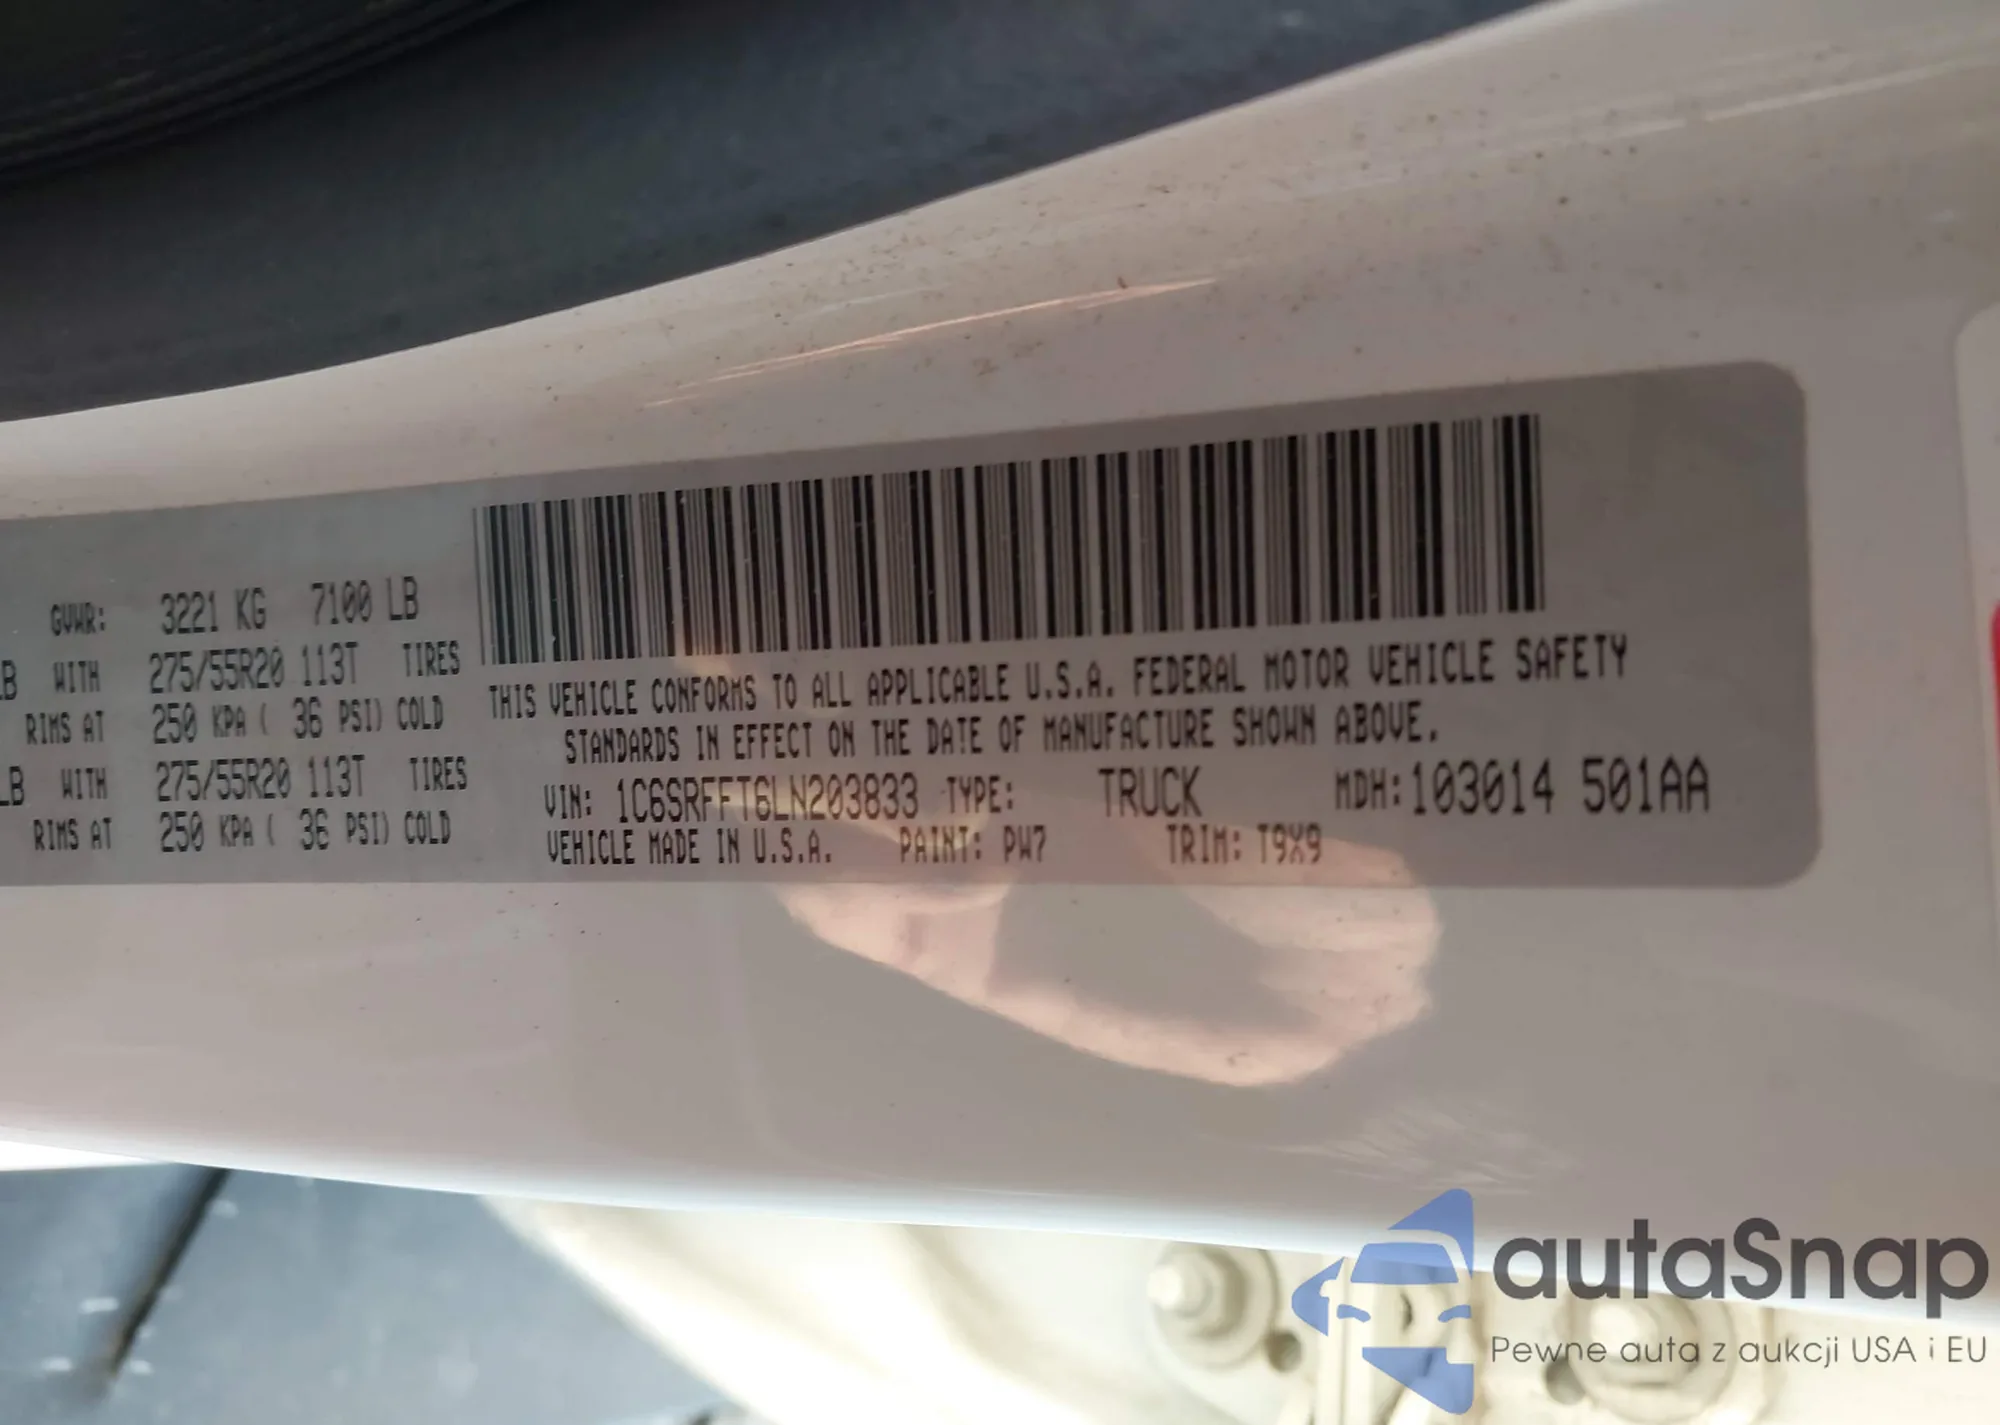 GVWR: 3221 KG 7100 LB
LB WITH 275/55R20 113T TIRES
RIMS AT 250 KPA ( 36 PSI) COLD
LB WITH 275/55R20 113T TIRES
RIMS AT 250 KPA ( 36 PSI) COLD
THIS VEHICLE CONFORMS TO ALL APPLICABLE U.S.A. FEDERAL MOTOR VEHICLE SAFETY
STANDARDS IN EFFECT ON THE DATE OF MANUFACTURE SHOWN ABOVE.
VIN: 1C6SRFFT6LN203833 TYPE: TRUCK MDH: 103014 501AA
VEHICLE MADE IN U.S.A. PAINT: PW7 TRIM: T9X9
autaSnap
Pewne auta z aukcji USA i EU